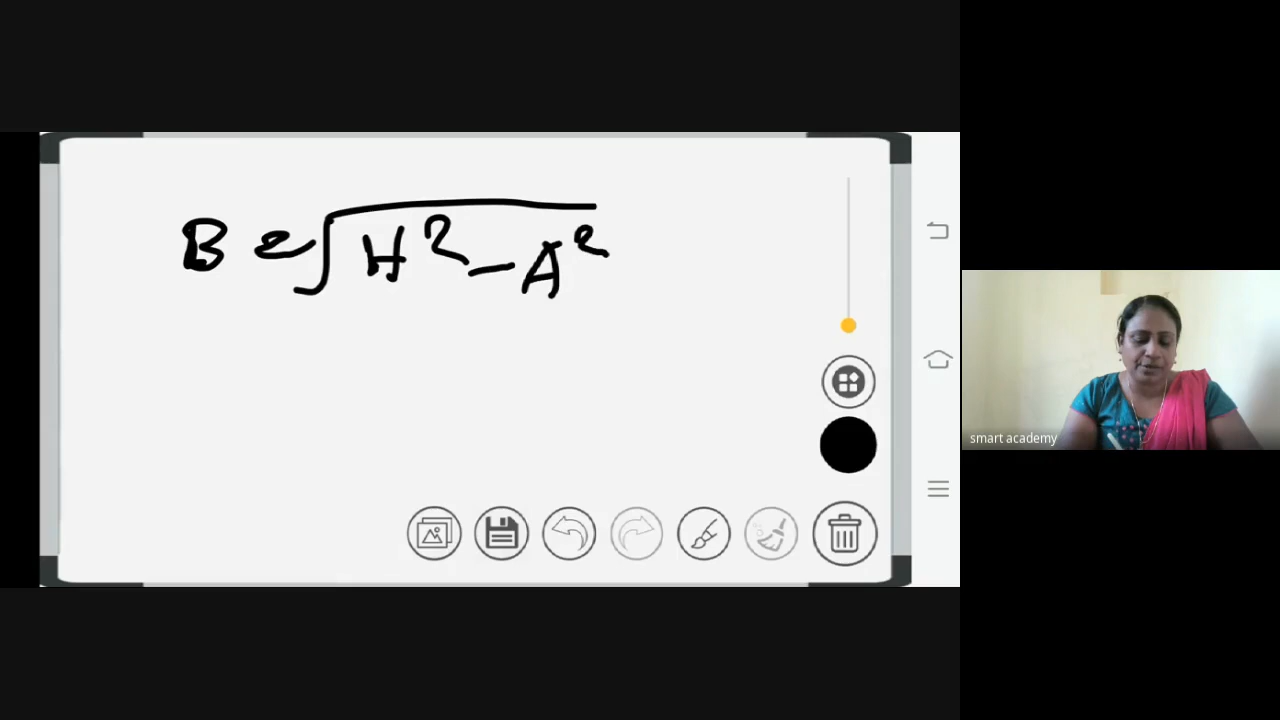 B = √H² - A²
smart academy